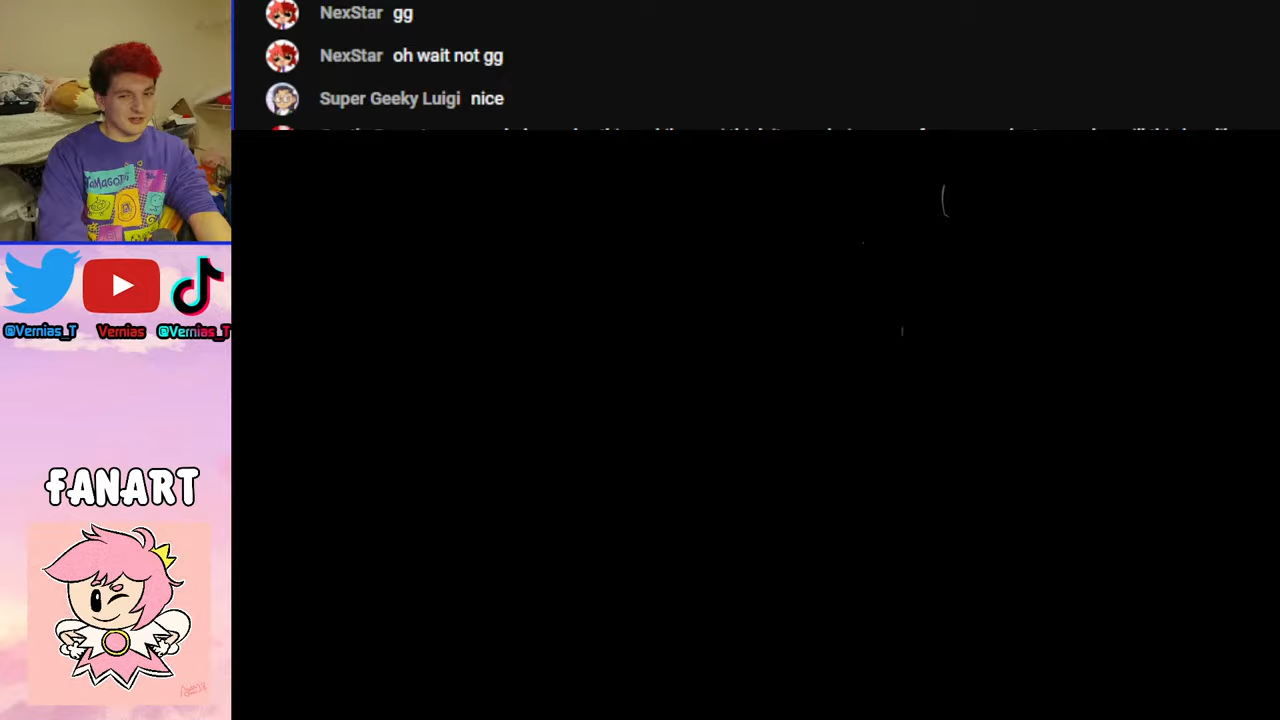 NexStar gg
NexStar oh wait not gg
Super Geeky Luigi nice
TAMAGOTCHI
@Vernias_T Vernias @Vernias_T
FANART